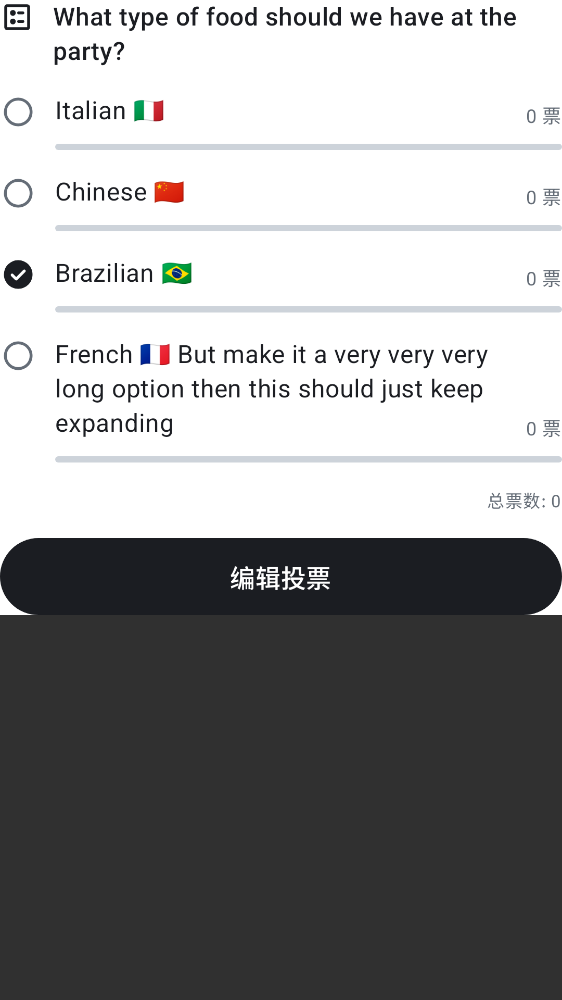 What type of food should we have at the
party?
Italian 🇮🇹
0 票
Chinese 🇨🇳
0 票
Brazilian 🇧🇷
0 票
French 🇫🇷 But make it a very very very
long option then this should just keep
expanding
0 票
总票数: 0
编辑投票